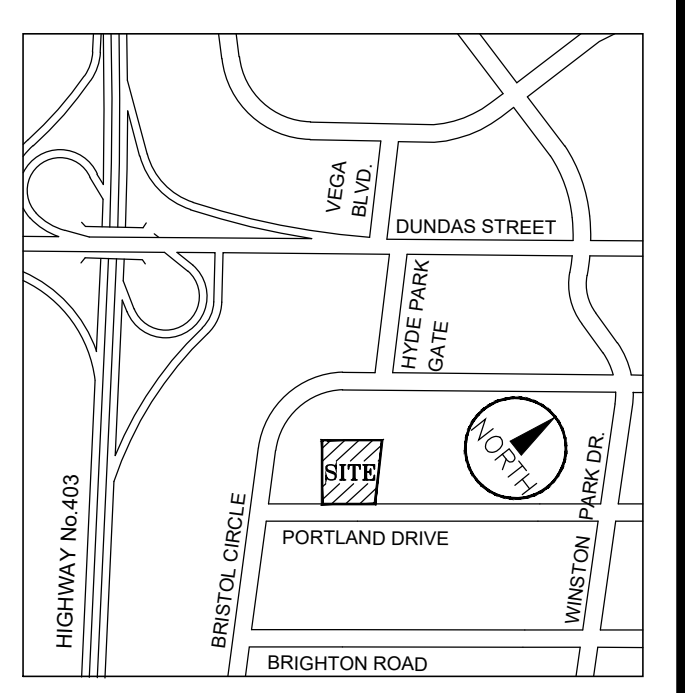 VEGA
BLVD.
DUNDAS STREET
HYDE PARK
GATE
NORTH
SITE
HIGHWAY No.403
BRISTOL CIRCLE
PORTLAND DRIVE
WINSTON PARK DR.
BRIGHTON ROAD